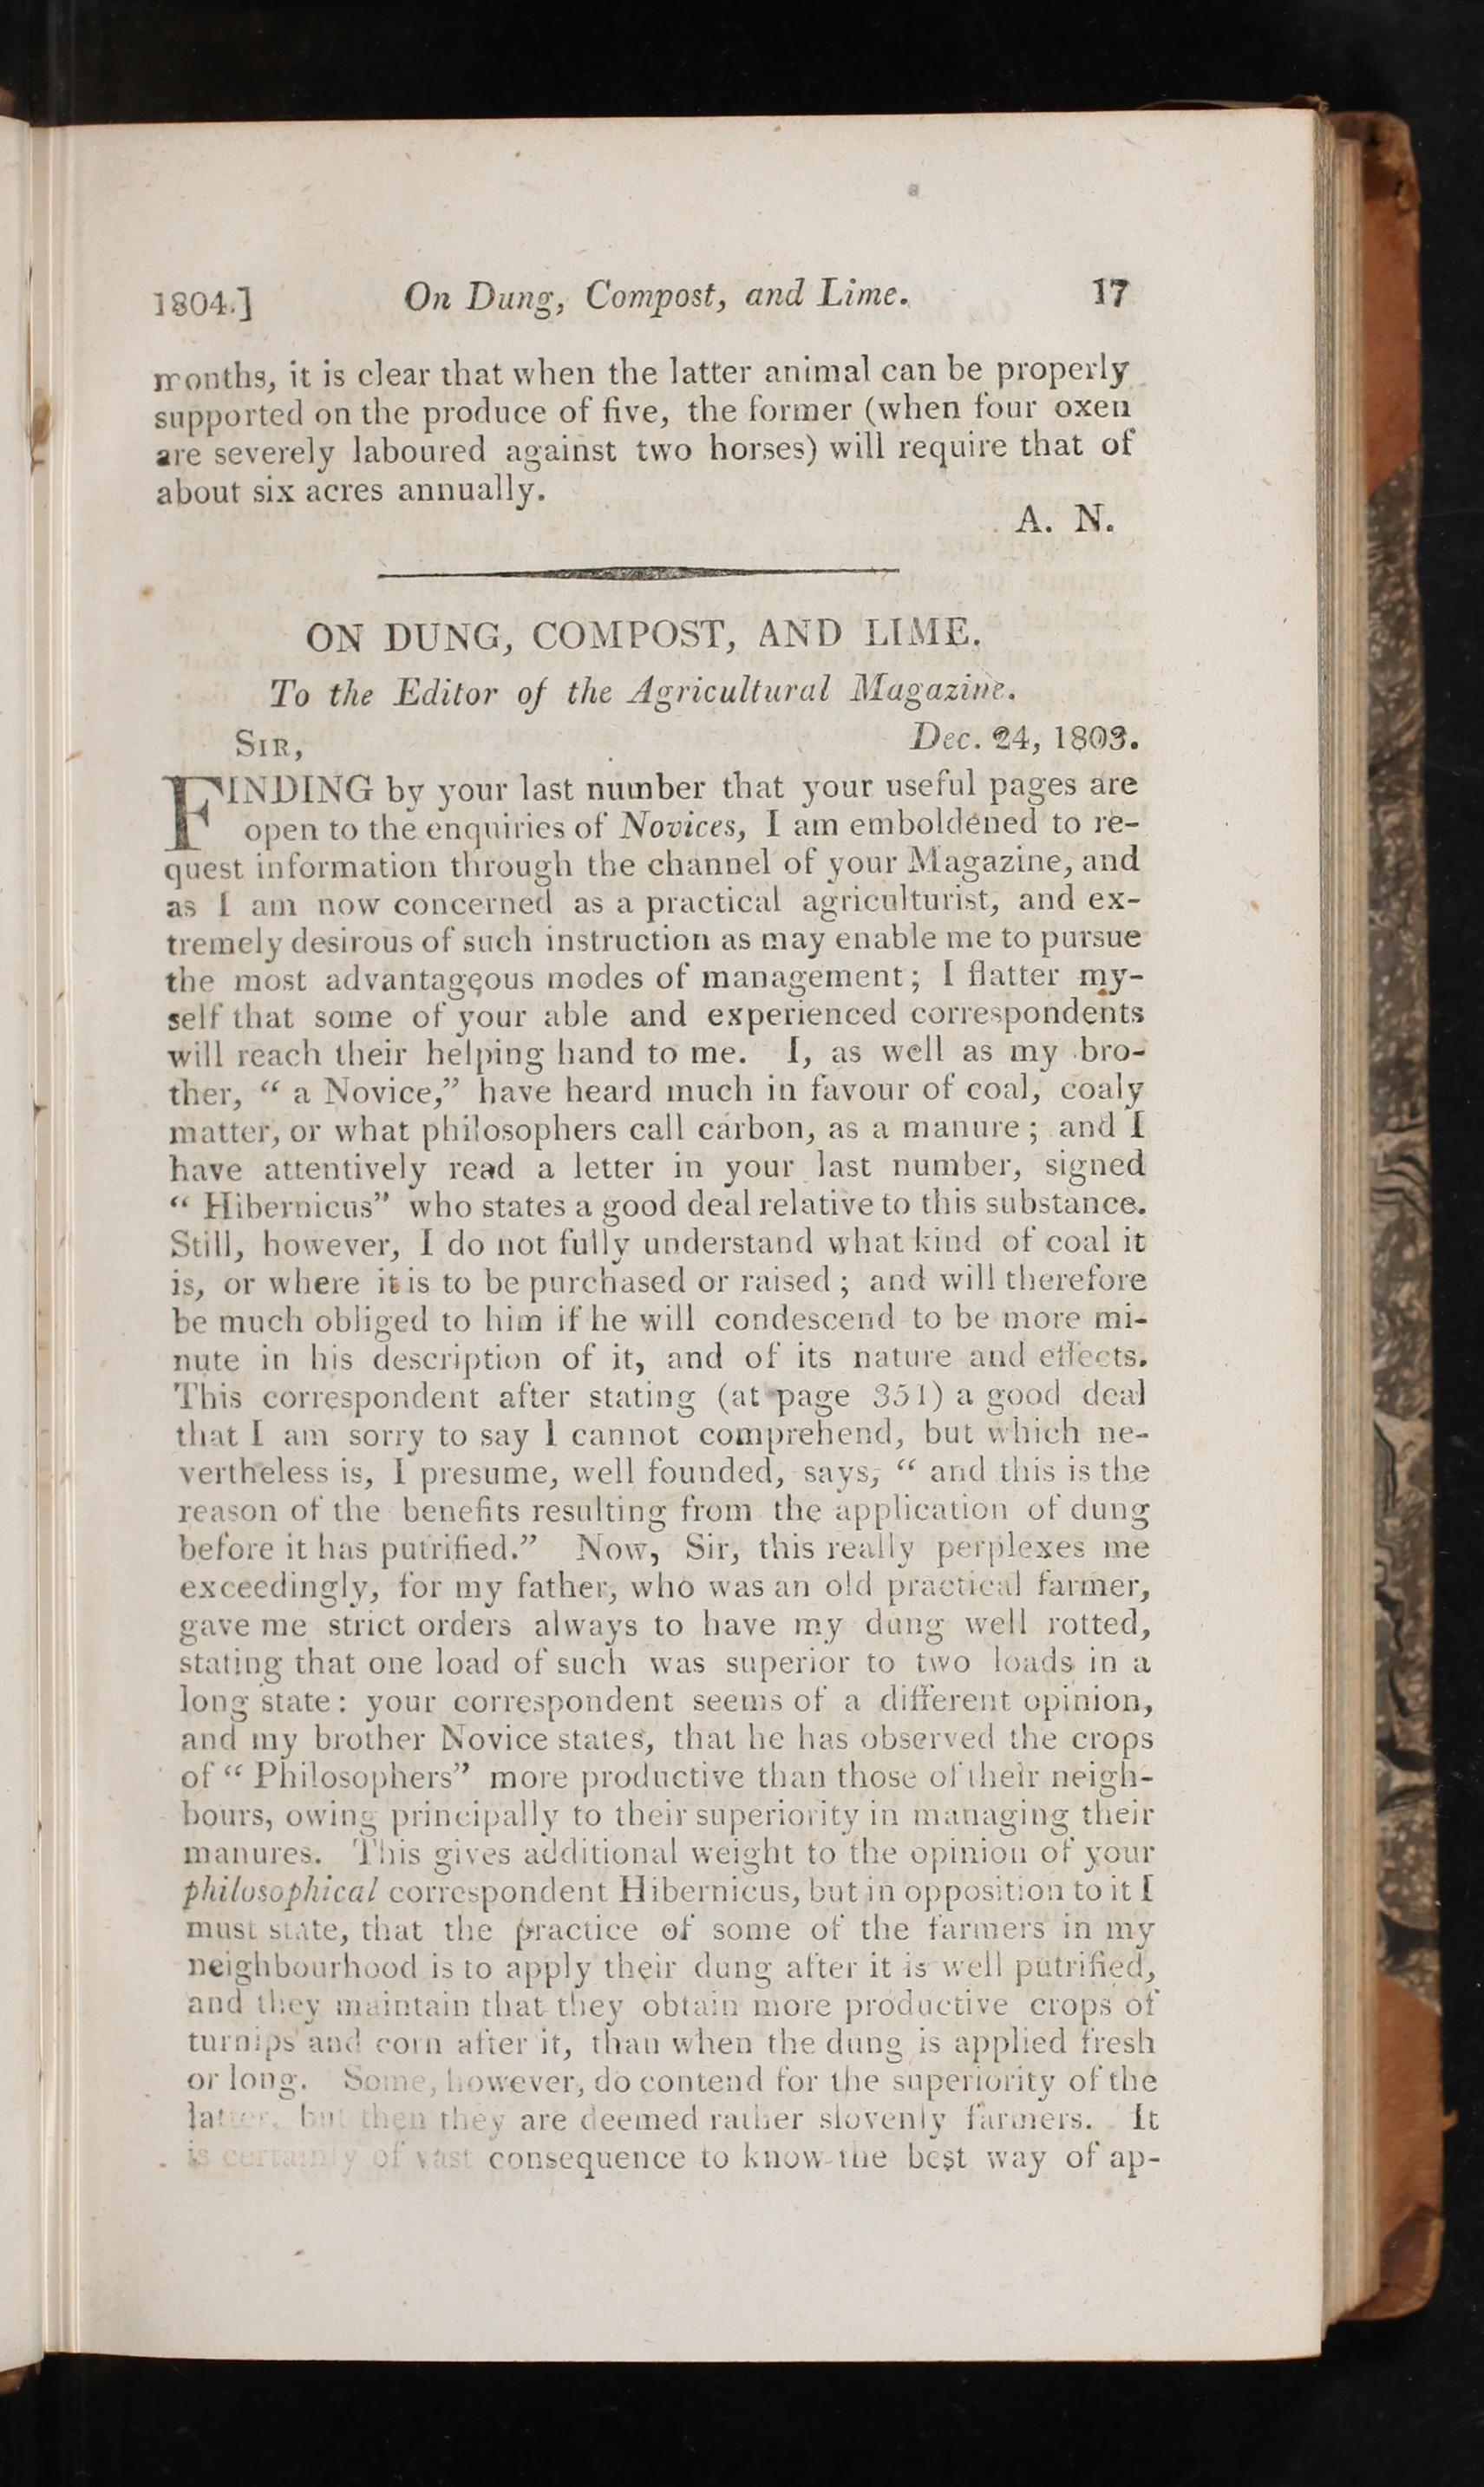 1804.] On Dung, Compost, and Lime. 17
months, it is clear that when the latter animal can be properly
supported on the produce of five, the former (when four oxen
are severely laboured against two horses) will require that of
about six acres annually.
A. N.
ON DUNG, COMPOST, AND LIME.
To the Editor of the Agricultural Magazine.
SIR, Dec. 24, 1803.
FINDING by your last number that your useful pages are
open to the enquiries of Novices, I am emboldened to re-
quest information through the channel of your Magazine, and
as I am now concerned as a practical agriculturist, and ex-
tremely desirous of such instruction as may enable me to pursue
the most advantageous modes of management; I flatter my-
self that some of your able and experienced correspondents
will reach their helping hand to me. I, as well as my bro-
ther, “ a Novice,” have heard much in favour of coal, coaly
matter, or what philosophers call carbon, as a manure; and I
have attentively read a letter in your last number, signed
“ Hibernicus” who states a good deal relative to this substance.
Still, however, I do not fully understand what kind of coal it
is, or where it is to be purchased or raised; and will therefore
be much obliged to him if he will condescend to be more mi-
nute in his description of it, and of its nature and effects.
This correspondent after stating (at page 351) a good deal
that I am sorry to say I cannot comprehend, but which ne-
vertheless is, I presume, well founded, says, “ and this is the
reason of the benefits resulting from the application of dung
before it has putrified.” Now, Sir, this really perplexes me
exceedingly, for my father, who was an old practical farmer,
gave me strict orders always to have my dung well rotted,
stating that one load of such was superior to two loads in a
long state: your correspondent seems of a different opinion,
and my brother Novice states, that he has observed the crops
of “ Philosophers” more productive than those of their neigh-
bours, owing principally to their superiority in managing their
manures. This gives additional weight to the opinion of your
philosophical correspondent Hibernicus, but in opposition to it I
must state, that the practice of some of the farmers in my
neighbourhood is to apply their dung after it is well putrified,
and they maintain that they obtain more productive crops of
turnips and corn after it, than when the dung is applied fresh
or long. Some, however, do contend for the superiority of the
latter, but then they are deemed rather slovenly farmers. It
is certainly of vast consequence to know the best way of ap-